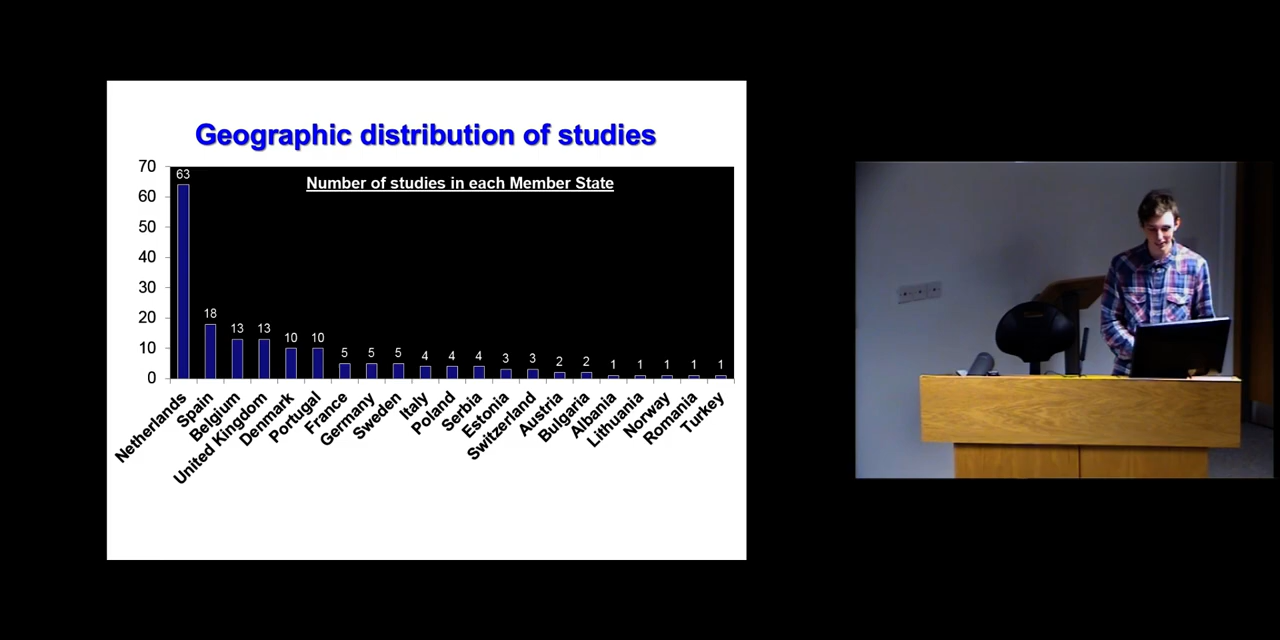 Geographic distribution of studies
Number of studies in each Member State
70
60
50
40
30
20
10
0
63
18
13
13
10
10
5
5
5
4
4
4
3
3
2
2
1
1
1
1
1
Netherlands
Spain
Belgium
United Kingdom
Denmark
Portugal
France
Germany
Sweden
Italy
Poland
Serbia
Estonia
Switzerland
Austria
Bulgaria
Albania
Lithuania
Norway
Romania
Turkey